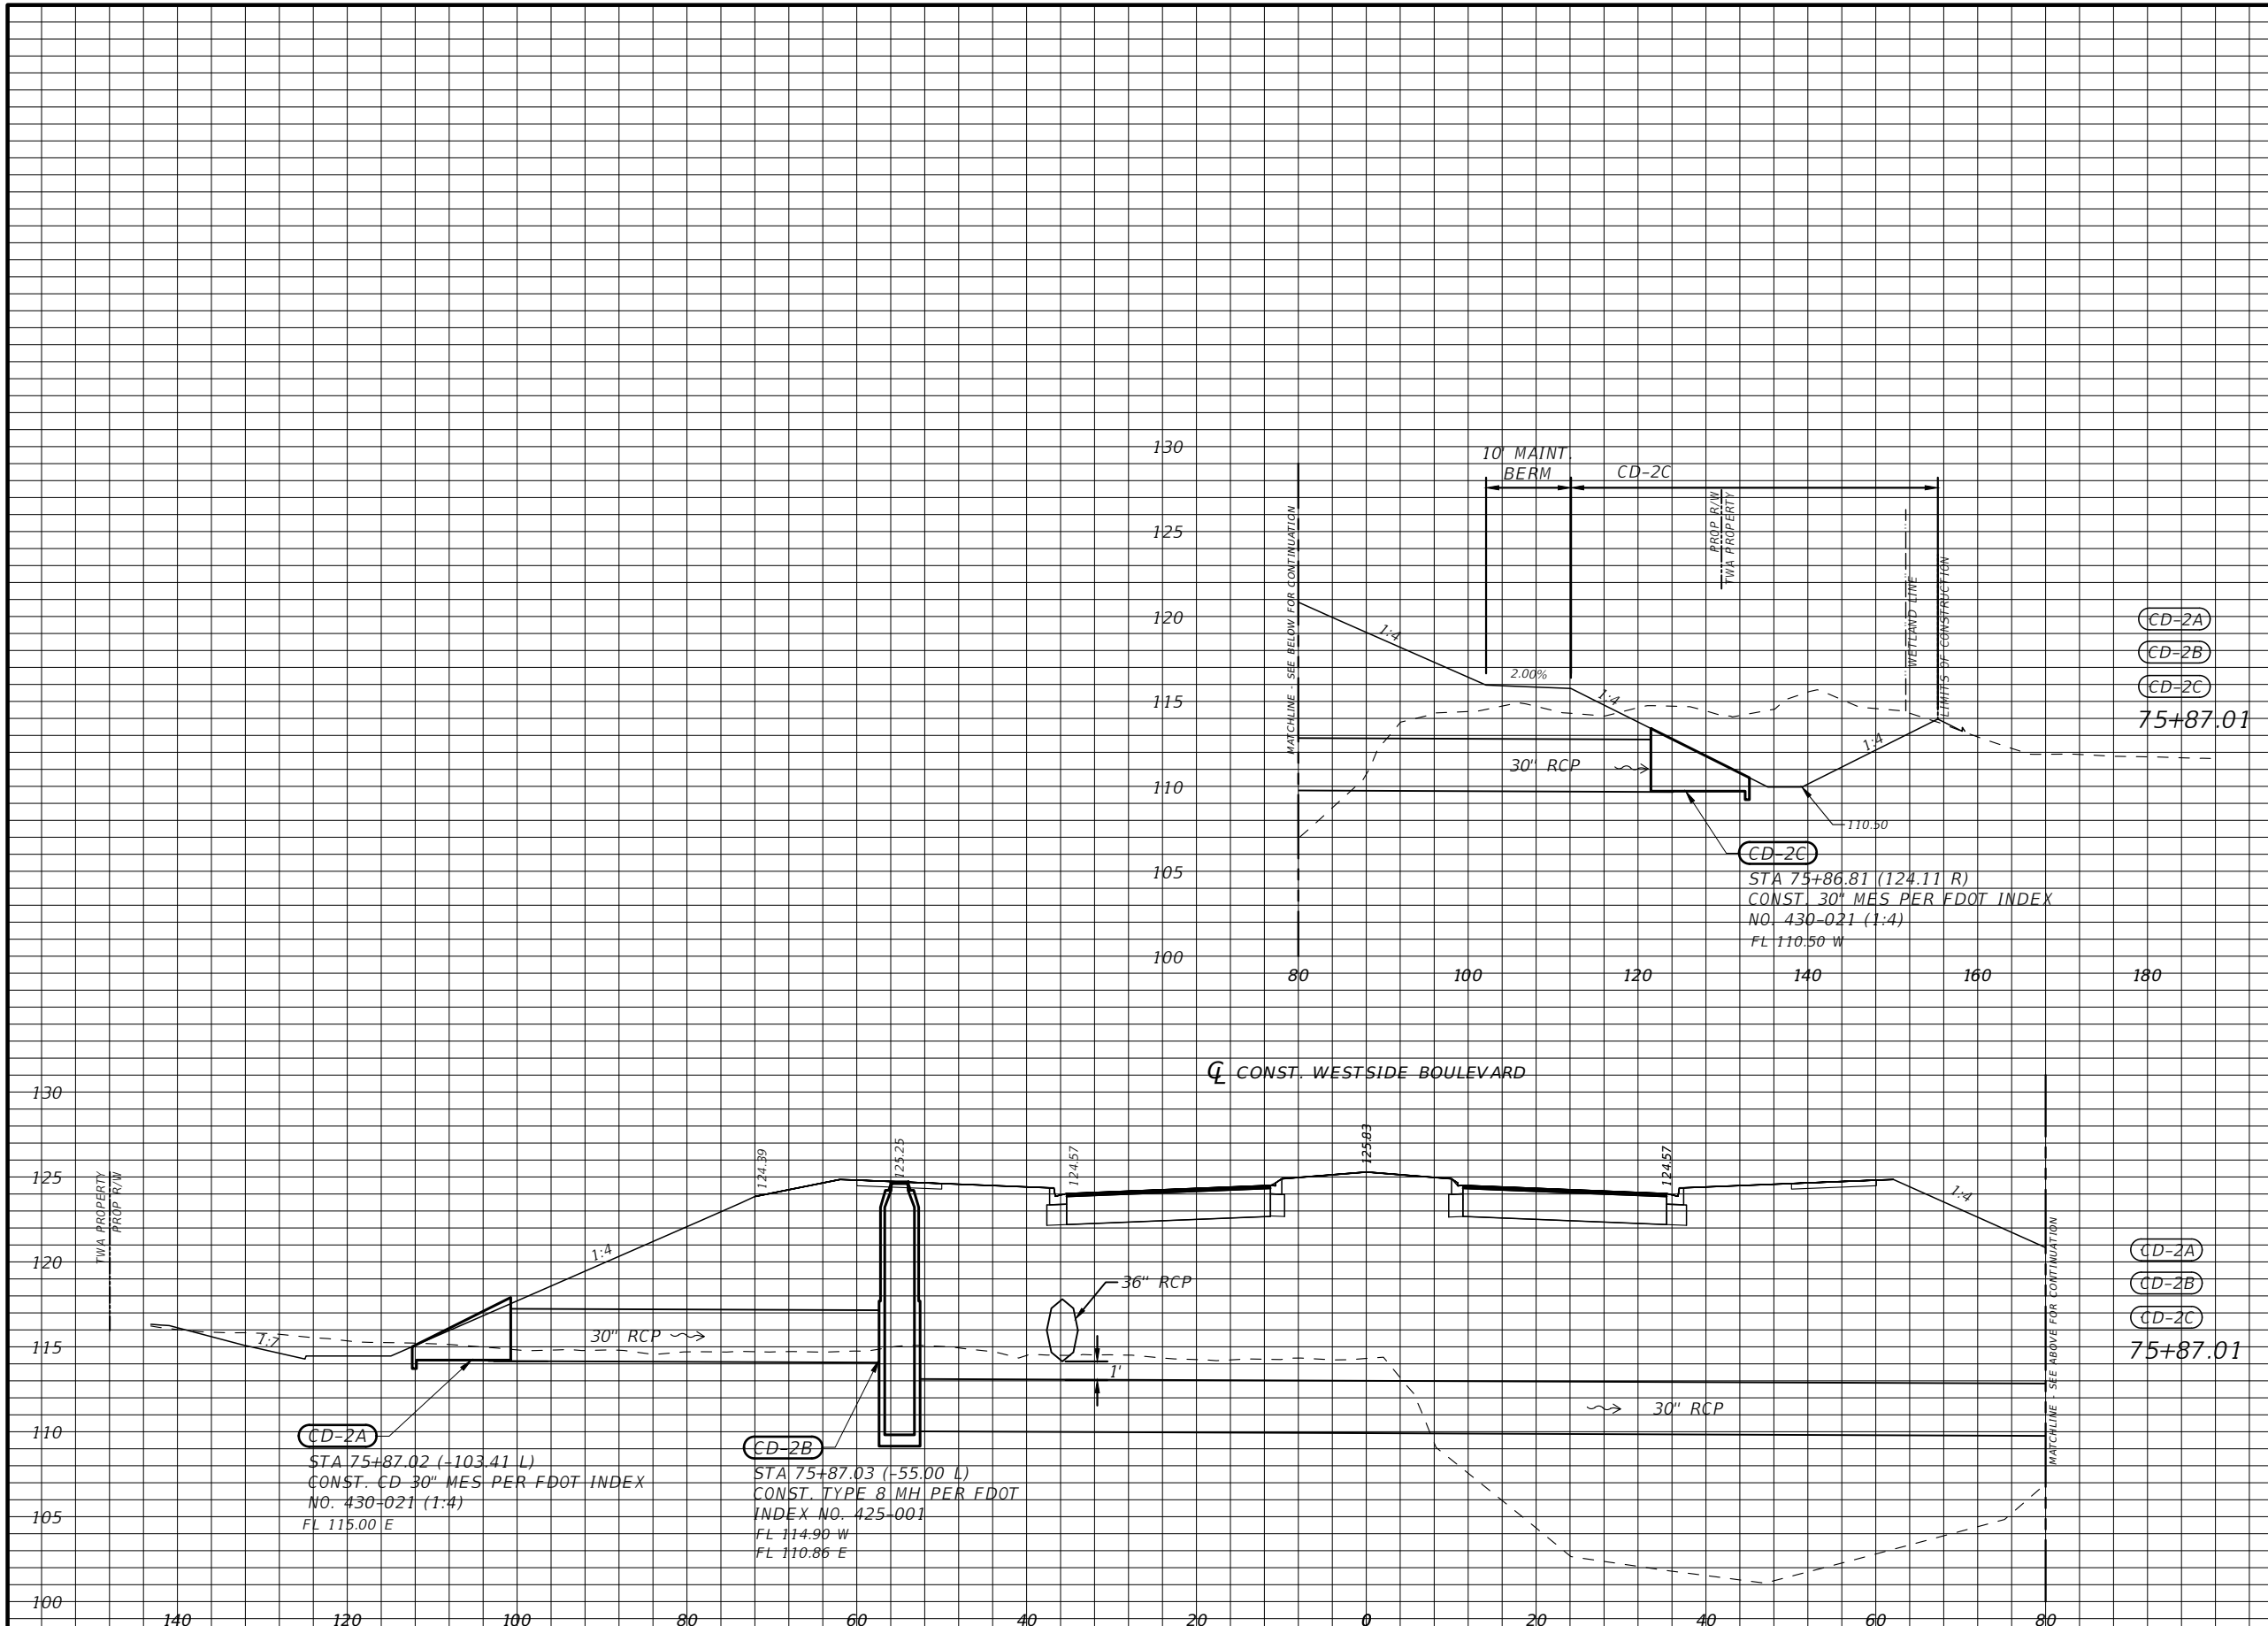 10' MAINT.
BERM
CD-2C
130
125
120
115
110
105
100
MATCHLINE - SEE BELOW FOR CONTINUATION
1:4
2.00%
1:4
PROP R/W
TWA PROPERTY
WETLAND LINE
LIMITS OF CONSTRUCTION
1:4
30" RCP
110.50
CD-2C
STA 75+86.81 (124.11 R)
CONST. 30" MES PER FDOT INDEX
NO. 430-021 (1:4)
FL 110.50 W
CD-2A
CD-2B
CD-2C
75+87.01
80 100 120 140 160 180
CL CONST. WESTSIDE BOULEVARD
130
125
120
115
110
105
100
TWA PROPERTY
PROP R/W
1:7
1:4
124.39
125.25
124.57
125.83
124.57
1:4
30" RCP
36" RCP
1'
30" RCP
CD-2A
STA 75+87.02 (-103.41 L)
CONST. CD 30" MES PER FDOT INDEX
NO. 430-021 (1:4)
FL 115.00 E
CD-2B
STA 75+87.03 (-55.00 L)
CONST. TYPE 8 MH PER FDOT
INDEX NO. 425-001
FL 114.90 W
FL 110.86 E
MATCHLINE - SEE ABOVE FOR CONTINUATION
CD-2A
CD-2B
CD-2C
75+87.01
140 120 100 80 60 40 20 0 20 40 60 80